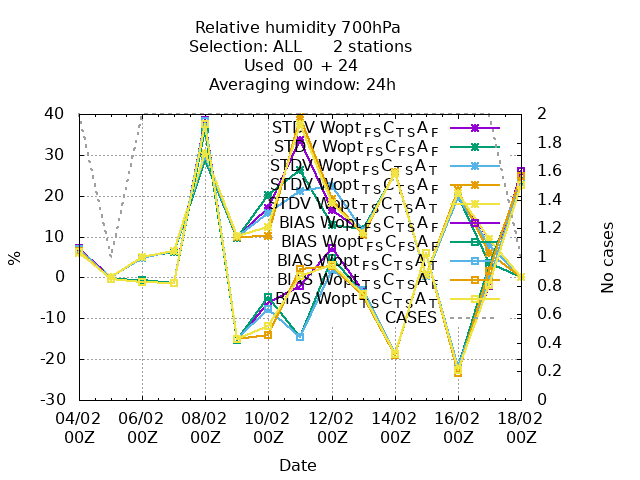 Relative humidity 700hPa
Selection: ALL 2 stations
Used 00 + 24
Averaging window: 24h
40
30
20
10
0
-10
-20
-30
%
2
1.8
1.6
1.4
1.2
1
0.8
0.6
0.4
0.2
0
No cases
STDV Wopt FS C TS A F
STDV Wopt FS C FS A F
STDV Wopt FS C TS A T
STDV Wopt TS C TS A F
STDV Wopt TS C TS A T
BIAS Wopt FS C TS A F
BIAS Wopt FS C FS A F
BIAS Wopt FS C TS A T
BIAS Wopt TS C TS A F
BIAS Wopt TS C TS A T
CASES
04/02 06/02 08/02 10/02 12/02 14/02 16/02 18/02
00Z 00Z 00Z 00Z 00Z 00Z 00Z 00Z
Date